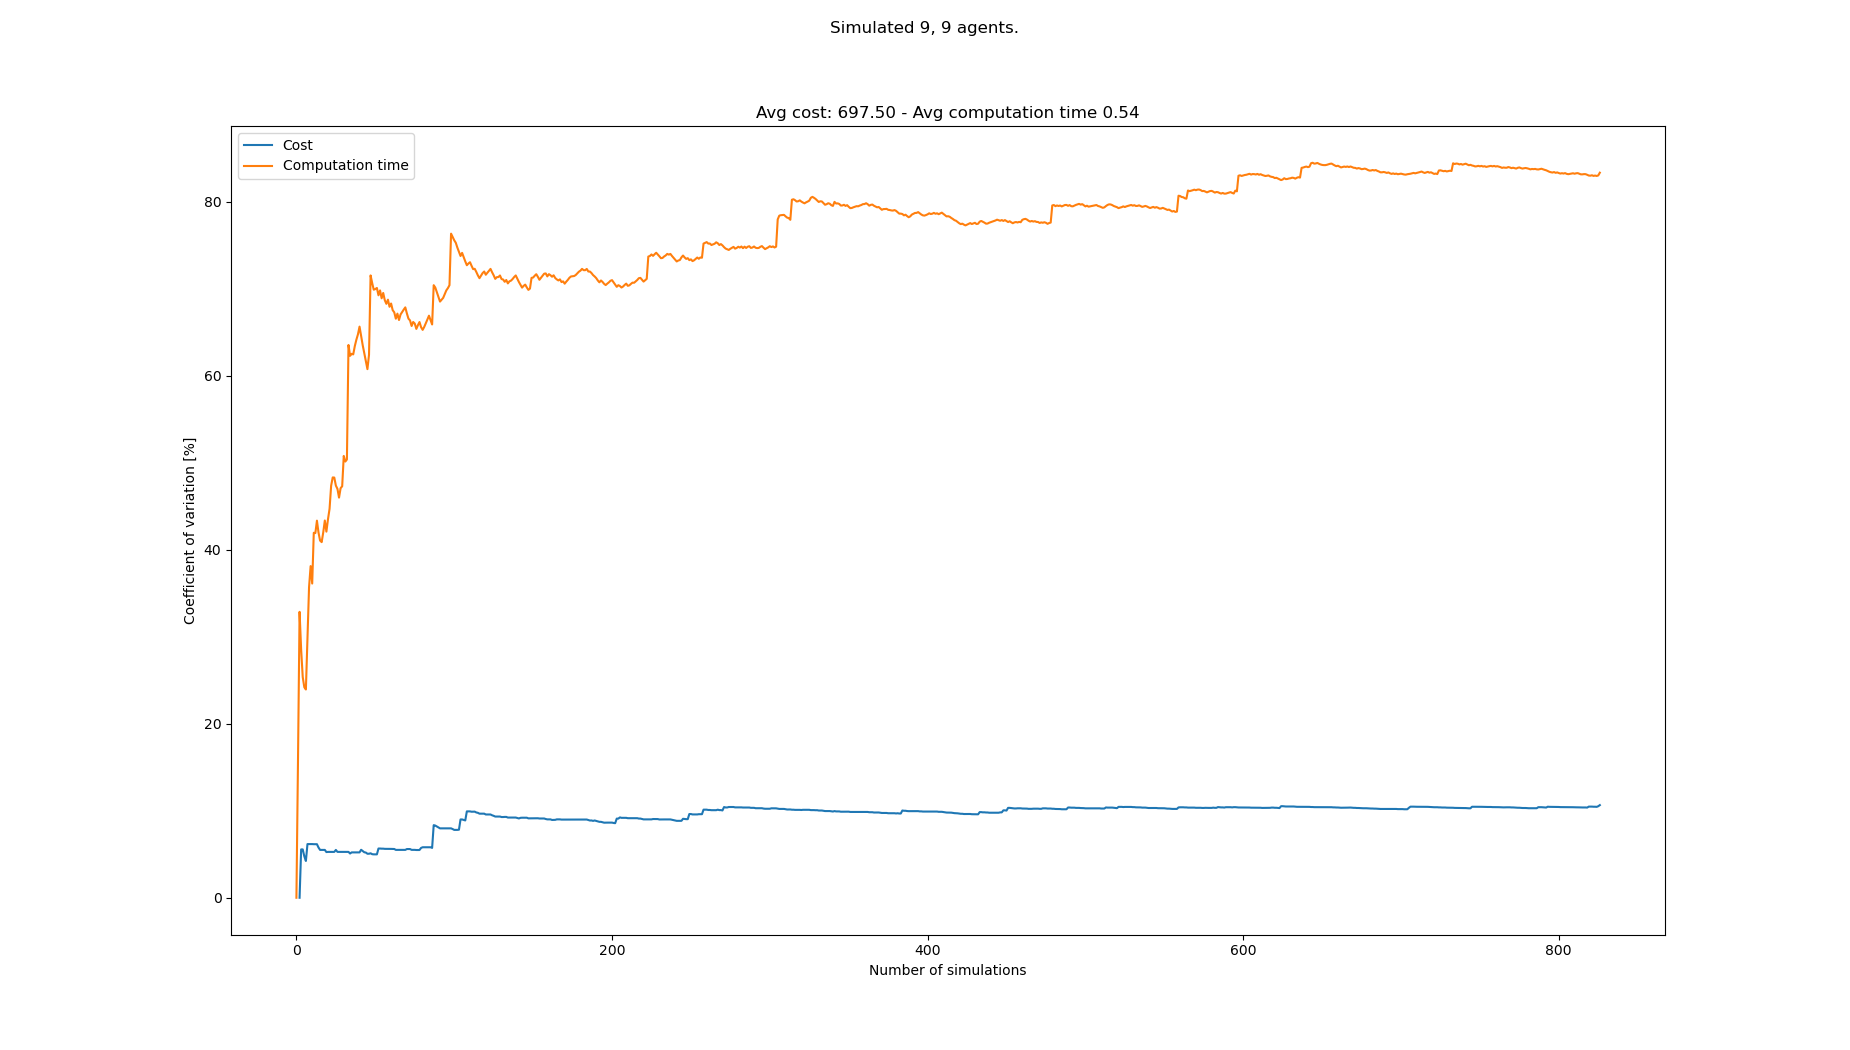 Simulated 9, 9 agents.
Avg cost: 697.50 - Avg computation time 0.54
Cost
Computation time
80
60
40
20
0
Coefficient of variation [%]
0 200 400 600 800
Number of simulations